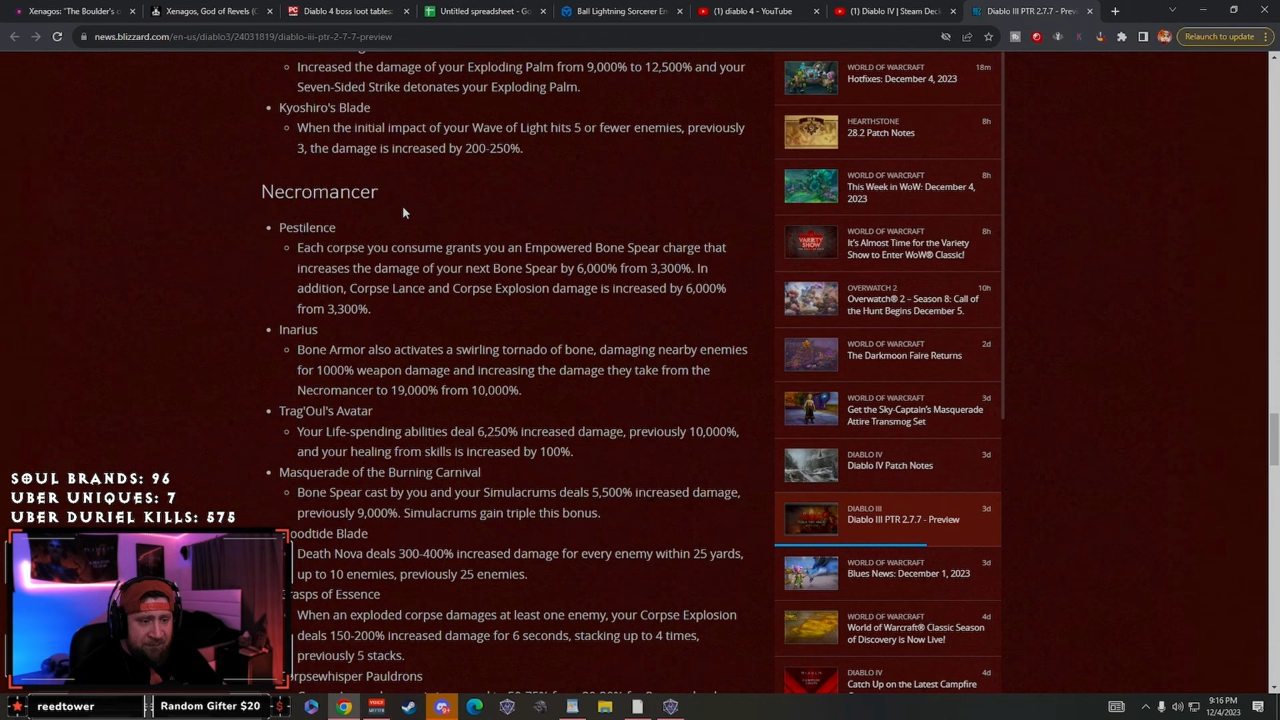 Xenagos "The Boulder's G
Xenagos, God of Revels (C
Diablo 4 boss loot tables
Untitled spreadsheet - Go
Ball Lightning Sorcerer En
diablo 4 - YouTube
Diablo IV | Steam Deck
Diablo III PTR 2.7.7 - Prev
news.blizzard.com/en-us/diablo3/24031819/diablo-iii-ptr-2-7-7-preview
Relaunch to update
Increased the damage of your Exploding Palm from 9,000% to 12,500% and your
Seven-Sided Strike detonates your Exploding Palm.
Kyoshiro's Blade
When the initial impact of your Wave of Light hits 5 or fewer enemies, previously
3, the damage is increased by 200-250%.
Necromancer
Pestilence
Each corpse you consume grants you an Empowered Bone Spear charge that
increases the damage of your next Bone Spear by 6,000% from 3,300%. In
addition, Corpse Lance and Corpse Explosion damage is increased by 6,000%
from 3,300%.
Inarius
Bone Armor also activates a swirling tornado of bone, damaging nearby enemies
for 1000% weapon damage and increasing the damage they take from the
Necromancer to 19,000% from 10,000%.
Trag'Oul's Avatar
Your Life-spending abilities deal 6,250% increased damage, previously 10,000%,
and your healing from skills is increased by 100%.
Masquerade of the Burning Carnival
Bone Spear cast by you and your Simulacrums deals 5,500% increased damage,
previously 9,000%. Simulacrums gain triple this bonus.
oodtide Blade
Death Nova deals 300-400% increased damage for every enemy within 25 yards,
up to 10 enemies, previously 25 enemies.
rasps of Essence
When an exploded corpse damages at least one enemy, your Corpse Explosion
deals 150-200% increased damage for 6 seconds, stacking up to 4 times,
previously 5 stacks.
rpsewhisper Pauldrons
WORLD OF WARCRAFT 18m
Hotfixes: December 4, 2023
HEARTHSTONE 8h
28.2 Patch Notes
WORLD OF WARCRAFT 8h
This Week in WoW: December 4,
2023
WORLD OF WARCRAFT 8h
It's Almost Time for the Variety
Show to Enter WoW® Classic!
OVERWATCH 2 10h
Overwatch® 2 – Season 8: Call of
the Hunt Begins December 5.
WORLD OF WARCRAFT 2d
The Darkmoon Faire Returns
WORLD OF WARCRAFT 3d
Get the Sky-Captain's Masquerade
Attire Transmog Set
DIABLO IV 3d
Diablo IV Patch Notes
DIABLO III 3d
Diablo III PTR 2.7.7 - Preview
WORLD OF WARCRAFT 3d
Blues News: December 1, 2023
WORLD OF WARCRAFT 4d
World of Warcraft® Classic Season
of Discovery is Now Live!
DIABLO IV 4d
Catch Up on the Latest Campfire
SOUL BRANDS: 96
UBER UNIQUES: 7
UBER DURIEL KILLS: 575
reedtower
Random Gifter $20
9:16 PM
12/4/2023